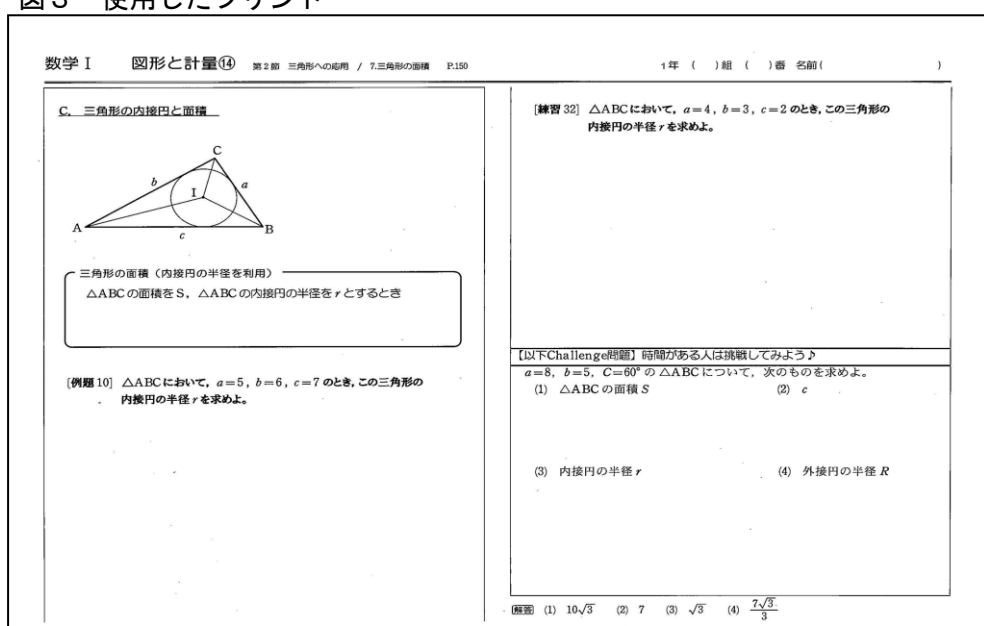 図3 使用したプリント
数学Ⅰ 図形と計量⑭ 第2節 三角形への応用 / 7.三角形の面積 P.150 1年 ( )組 ( )番 名前( )
C. 三角形の内接円と面積
C
b
a
I
A
B
c
三角形の面積(内接円の半径を利用)
△ABCの面積をS,△ABCの内接円の半径をrとするとき
[例題10] △ABCにおいて,a=5,b=6,c=7のとき,この三角形の
内接円の半径rを求めよ。
[練習32] △ABCにおいて,a=4,b=3,c=2のとき,この三角形の
内接円の半径rを求めよ。
【以下Challenge問題】時間がある人は挑戦してみよう♪
a=8,b=5,C=60°の△ABCについて,次のものを求めよ。
(1) △ABCの面積S (2) c
(3) 内接円の半径r (4) 外接円の半径R
解答 (1) 10√3 (2) 7 (3) √3 (4) 7√3/3